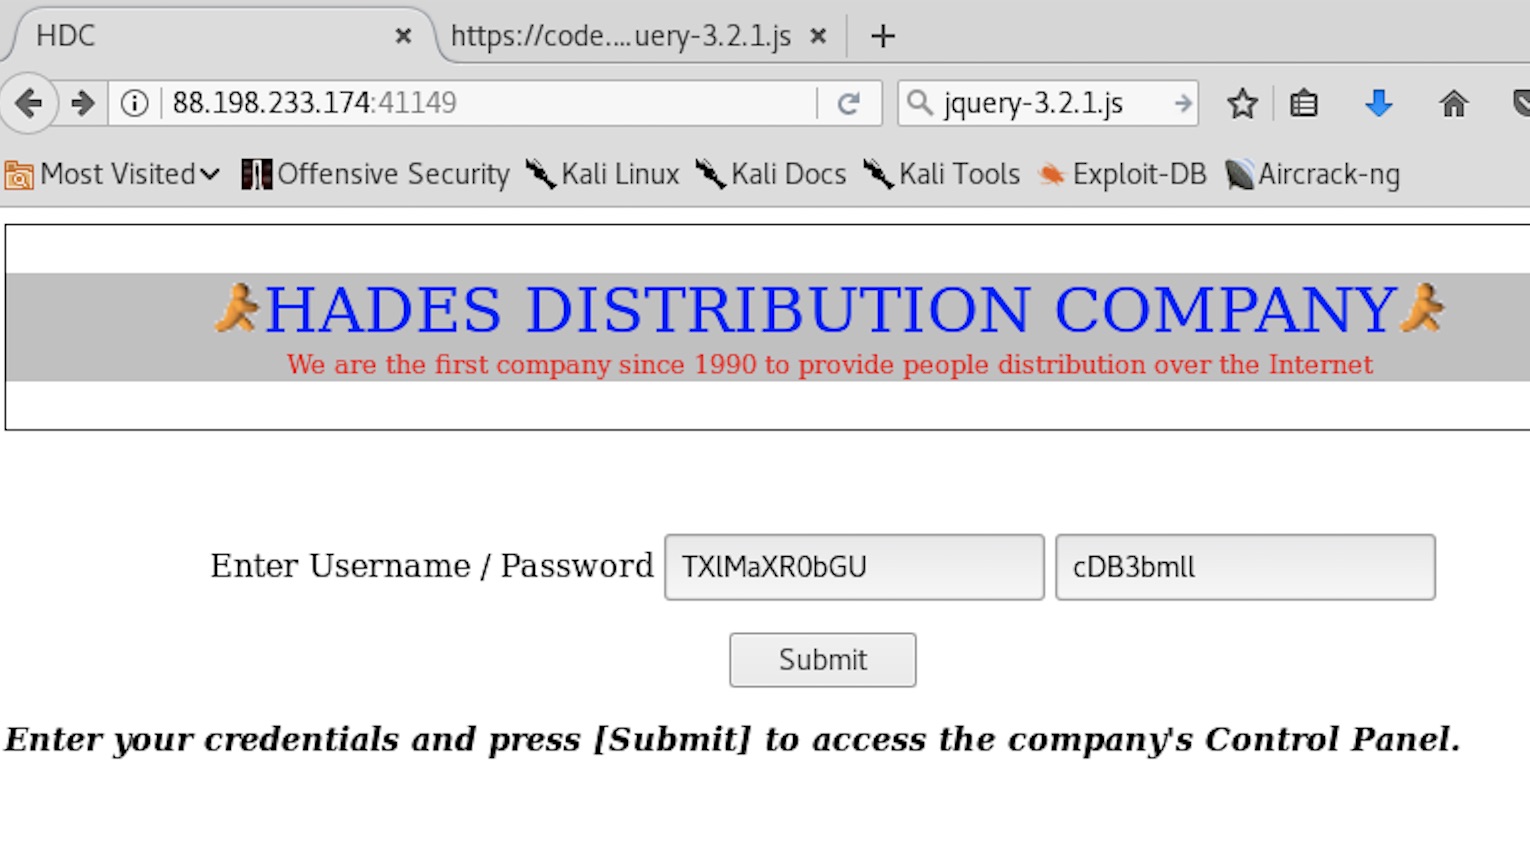 HDC https://code....uery-3.2.1.js
88.198.233.174:41149 jquery-3.2.1.js
Most Visited Offensive Security Kali Linux Kali Docs Kali Tools Exploit-DB Aircrack-ng
HADES DISTRIBUTION COMPANY
We are the first company since 1990 to provide people distribution over the Internet
Enter Username / Password TXlMaXR0bGU cDB3bmll
Submit
Enter your credentials and press [Submit] to access the company's Control Panel.